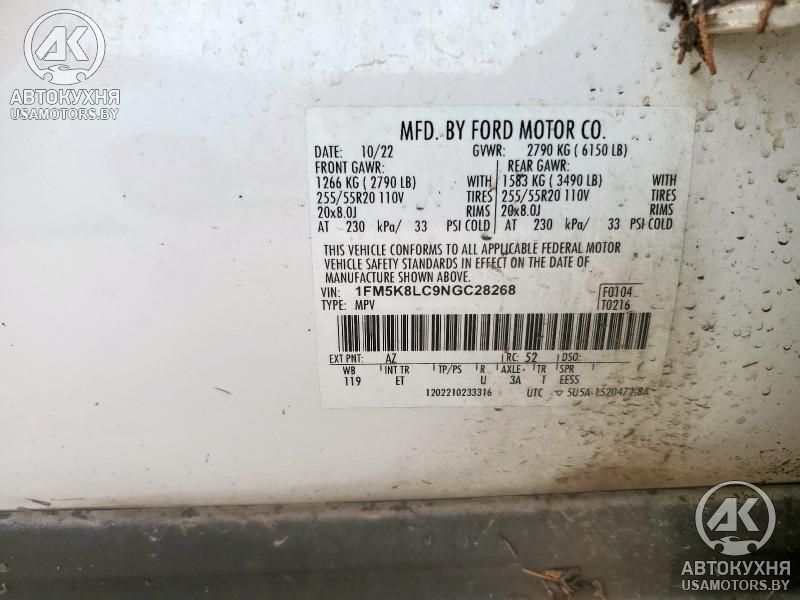 AK
АВТОКУХНЯ
USAMOTORS.BY
MFD. BY FORD MOTOR CO.
DATE: 10/22 GVWR: 2790 KG ( 6150 LB)
FRONT GAWR: REAR GAWR:
1266 KG ( 2790 LB) WITH 1583 KG ( 3490 LB) WITH
255/55R20 110V TIRES 255/55R20 110V TIRES
20x8.0J RIMS 20x8.0J RIMS
AT 230 kPa/ 33 PSI COLD AT 230 kPa/ 33 PSI COLD
THIS VEHICLE CONFORMS TO ALL APPLICABLE FEDERAL MOTOR
VEHICLE SAFETY STANDARDS IN EFFECT ON THE DATE OF
MANUFACTURE SHOWN ABOVE.
VIN: 1FM5K8LC9NGC28268 F0104
TYPE: MPV T0216
EXT PNT: AZ RC: 52 DSO:
WB INT TR TP/PS R AXLE TR SPR
119 ET U 3A T EESS
1202210233316 UTC ▽ 5U5A-1520472-BA
AK
АВТОКУХНЯ
USAMOTORS.BY